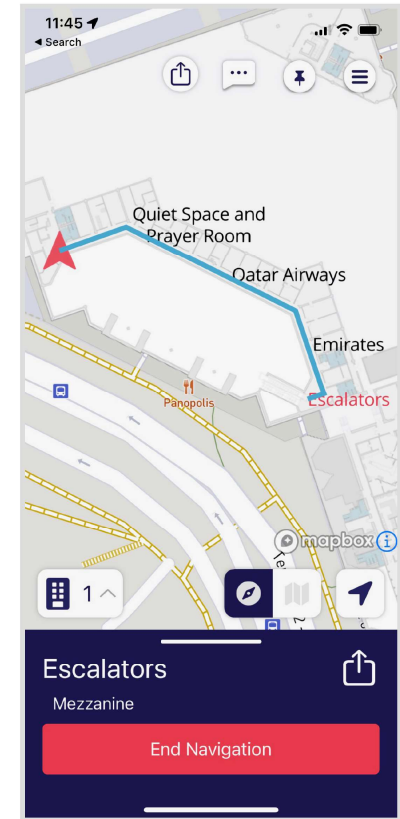 11:45
Search
Quiet Space and
Prayer Room
Qatar Airways
Emirates
Escalators
Panopolis
mapbox
1
Escalators
Mezzanine
End Navigation